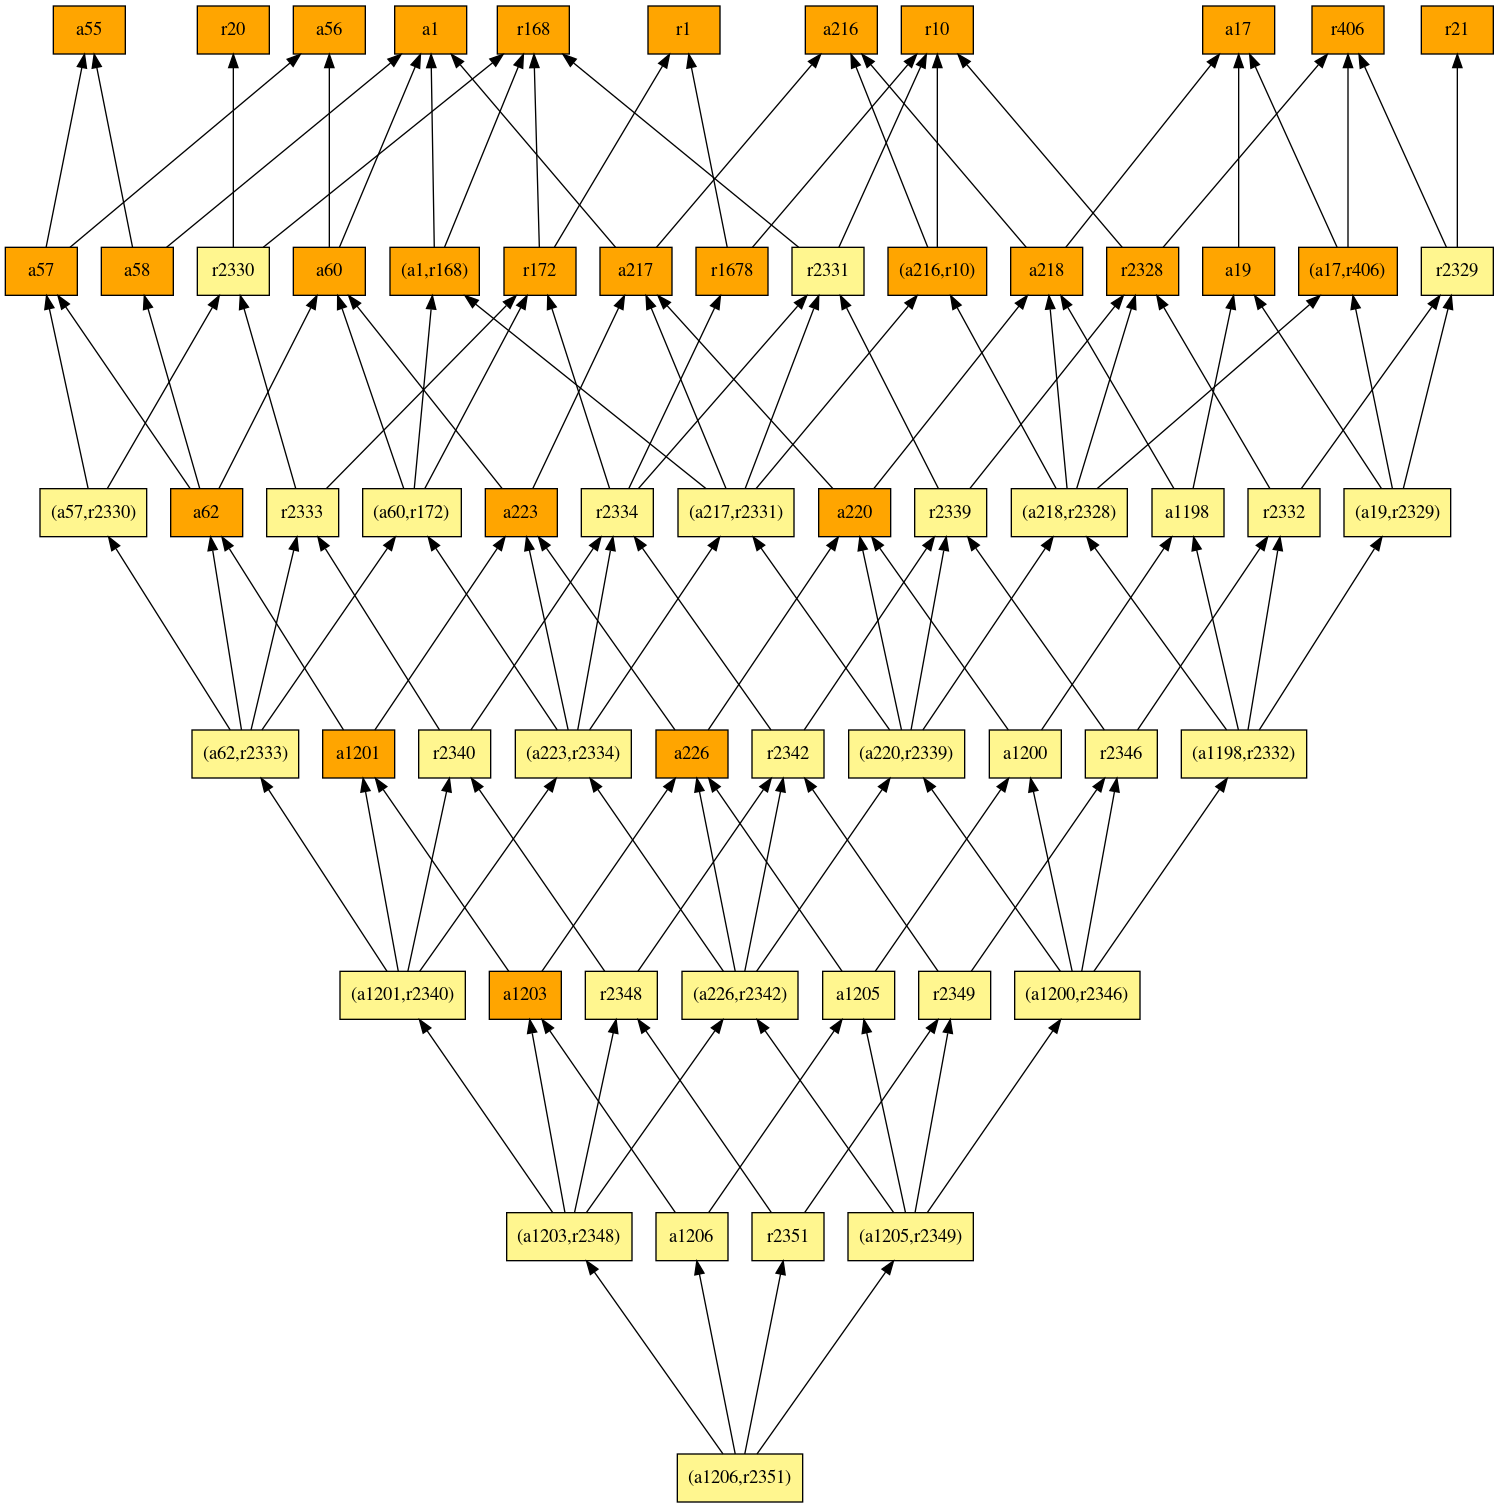 a55 r20 a56 a1 r168 r1 a216 r10 a17 r406 r21
a57 a58 r2330 a60 (a1,r168) r172 a217 r1678 r2331 (a216,r10) a218 r2328 a19 (a17,r406) r2329
(a57,r2330) a62 r2333 (a60,r172) a223 r2334 (a217,r2331) a220 r2339 (a218,r2328) a1198 r2332 (a19,r2329)
(a62,r2333) a1201 r2340 (a223,r2334) a226 r2342 (a220,r2339) a1200 r2346 (a1198,r2332)
(a1201,r2340) a1203 r2348 (a226,r2342) a1205 r2349 (a1200,r2346)
(a1203,r2348) a1206 r2351 (a1205,r2349)
(a1206,r2351)